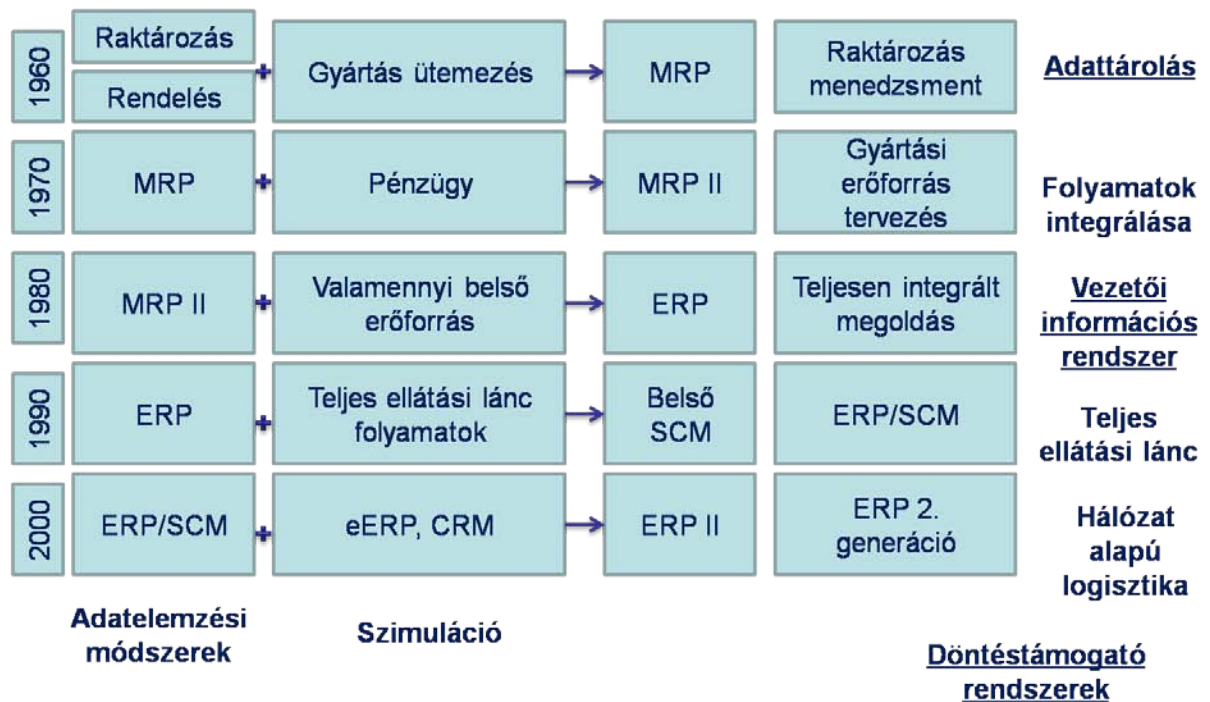 1960
Raktározás
Rendelés
+
Gyártás ütemezés
MRP
Raktározás
menedzsment
Adattárolás
1970
MRP
+
Pénzügy
MRP II
Gyártási
erőforrás
tervezés
Folyamatok
integrálása
1980
MRP II
+
Valamennyi belső
erőforrás
ERP
Teljesen integrált
megoldás
Vezetői
információs
rendszer
1990
ERP
+
Teljes ellátási lánc
folyamatok
Belső
SCM
ERP/SCM
Teljes
ellátási lánc
2000
ERP/SCM
+
eERP, CRM
ERP II
ERP 2.
generáció
Hálózat
alapú
logisztika
Adatelemzési
módszerek
Szimuláció
Döntéstámogató
rendszerek